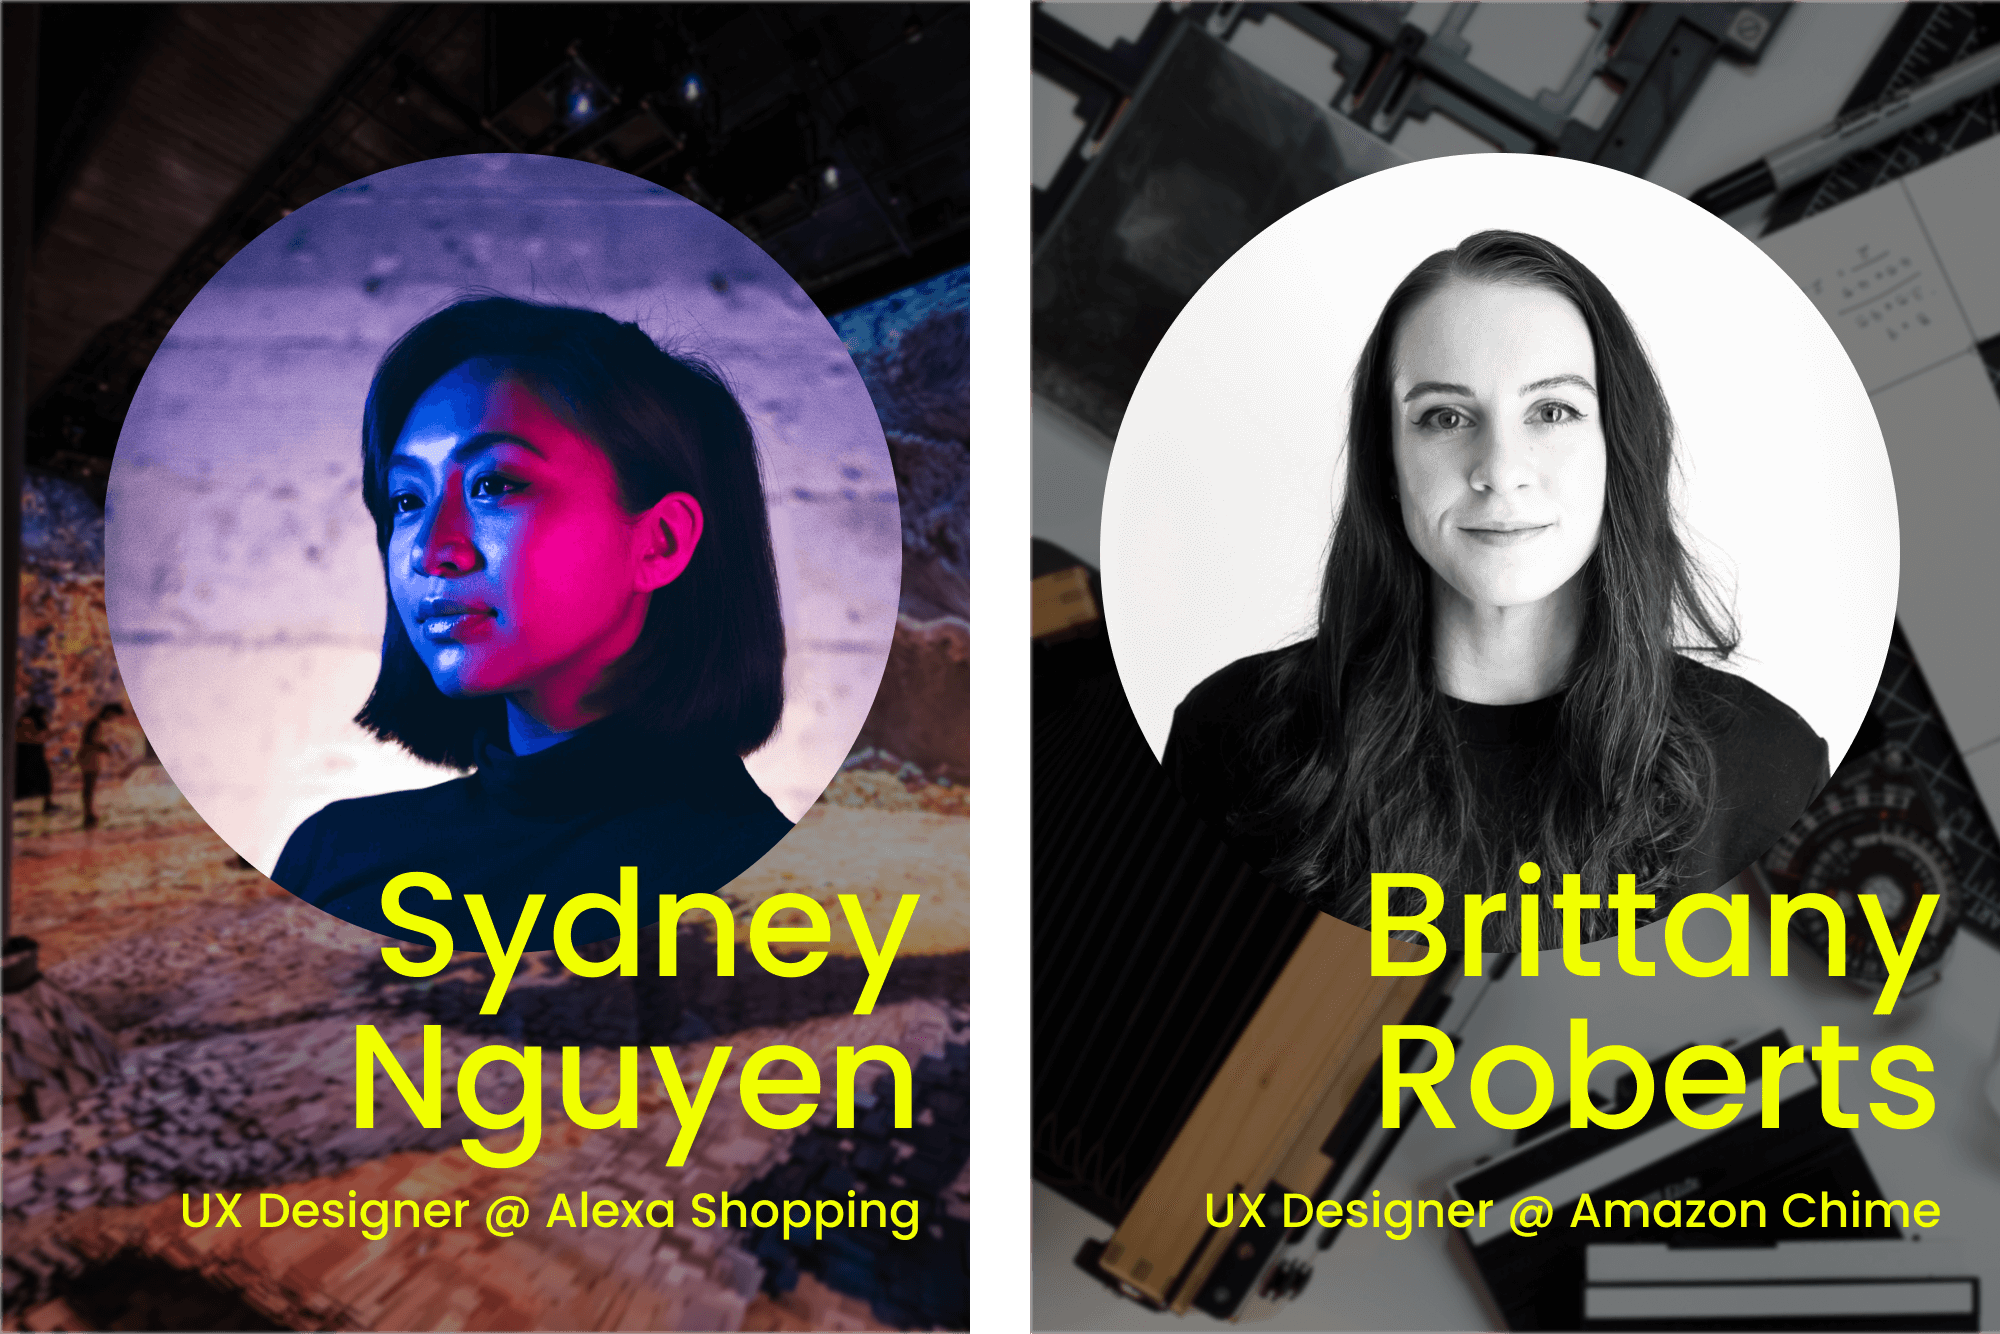 Sydney
Nguyen
UX Designer @ Alexa Shopping
Brittany
Roberts
UX Designer @ Amazon Chime